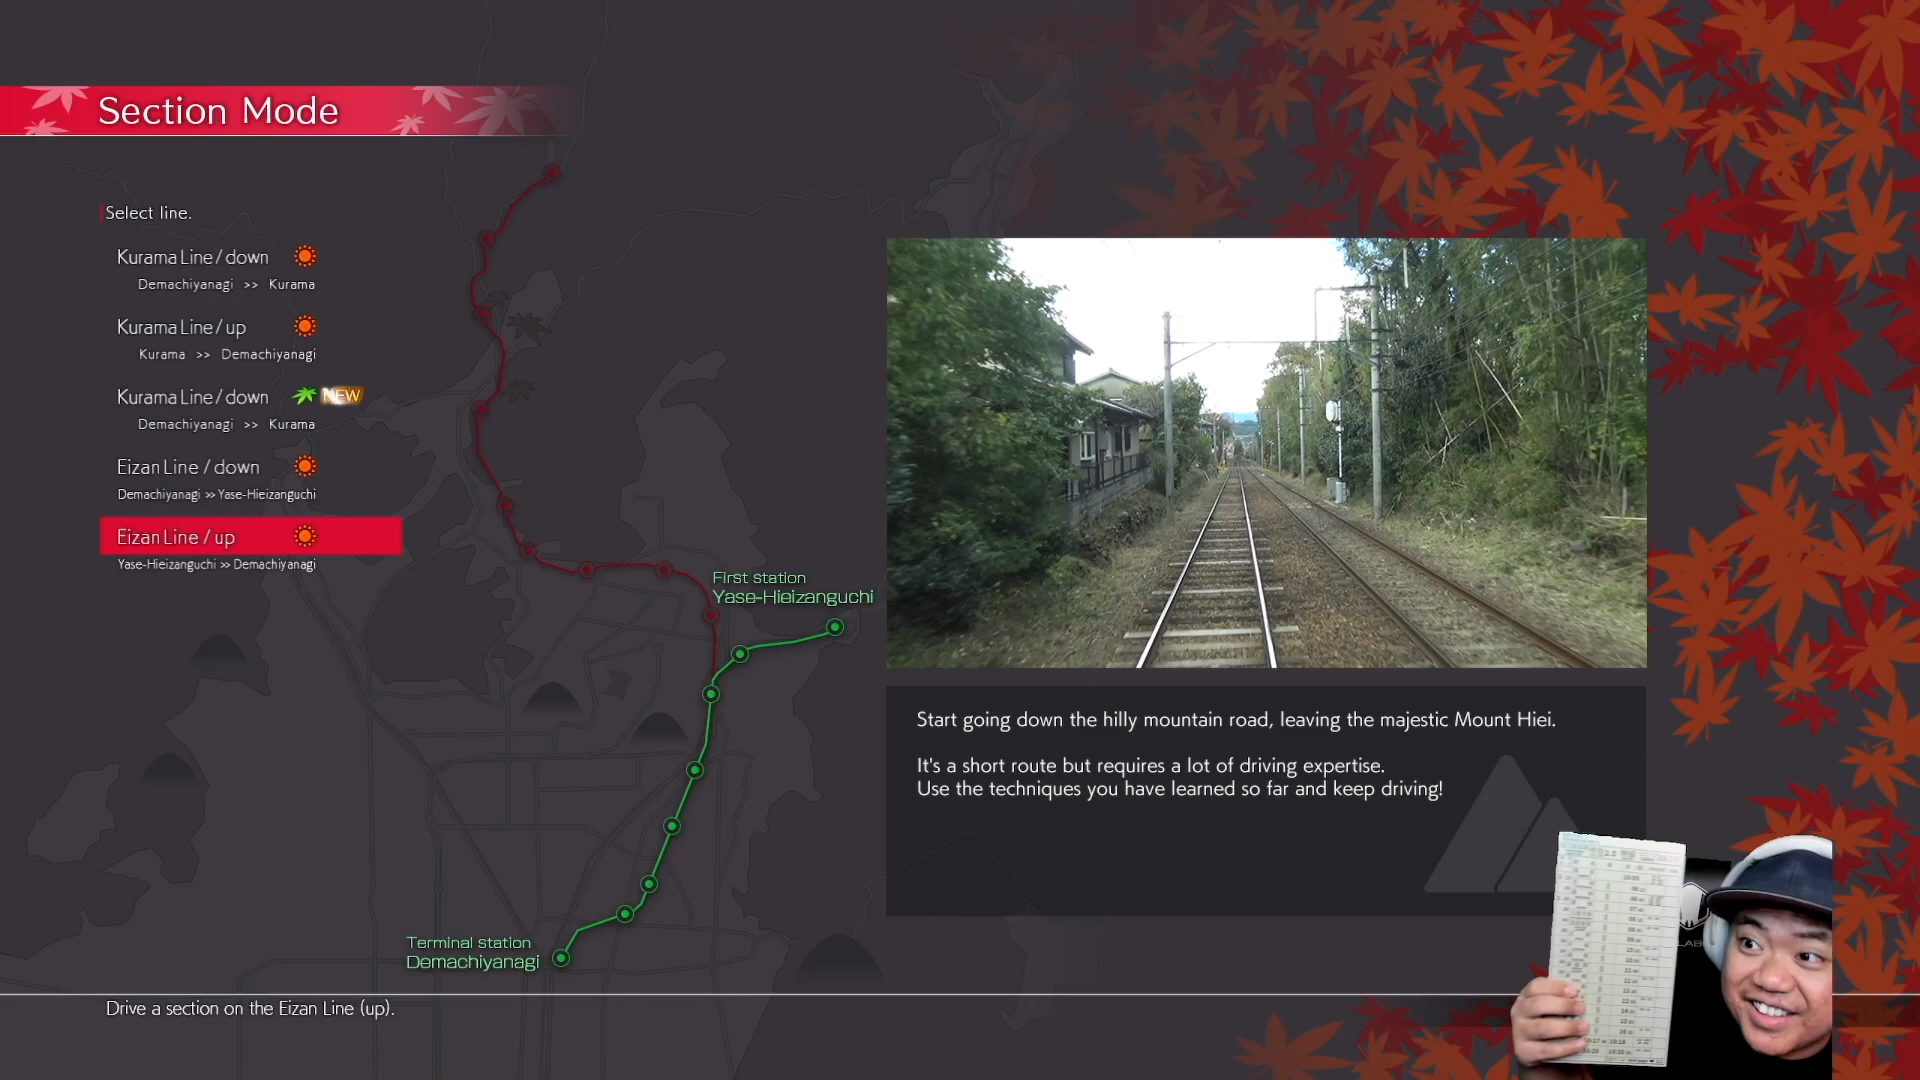 Section Mode
Select line.
Kurama Line / down
Demachiyanagi >> Kurama
Kurama Line / up
Kurama >> Demachiyanagi
Kurama Line / down NEW
Demachiyanagi >> Kurama
Eizan Line / down
Demachiyanagi >> Yase-Hieizanguchi
Eizan Line / up
Yase-Hieizanguchi >> Demachiyanagi
First station
Yase-Hieizanguchi
Terminal station
Demachiyanagi
Start going down the hilly mountain road, leaving the majestic Mount Hiei.
It's a short route but requires a lot of driving expertise.
Use the techniques you have learned so far and keep driving!
Drive a section on the Eizan Line (up).